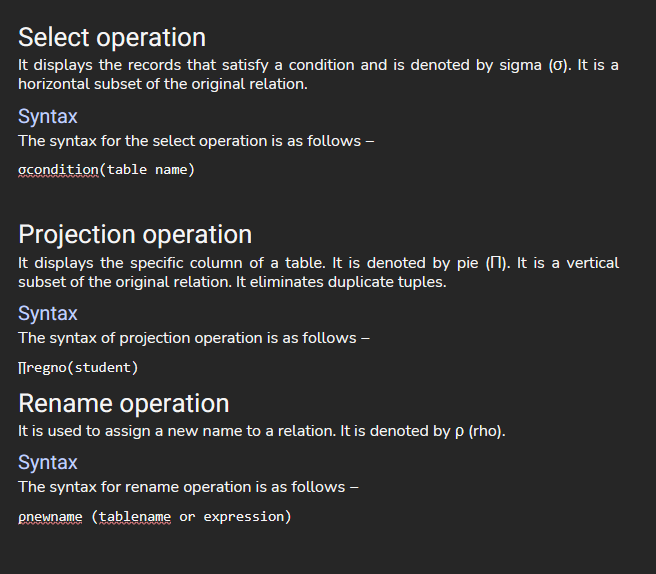 Select operation
It displays the records that satisfy a condition and is denoted by sigma (σ). It is a
horizontal subset of the original relation.
Syntax
The syntax for the select operation is as follows –
σcondition(table name)
Projection operation
It displays the specific column of a table. It is denoted by pie (Π). It is a vertical
subset of the original relation. It eliminates duplicate tuples.
Syntax
The syntax of projection operation is as follows –
∏regno(student)
Rename operation
It is used to assign a new name to a relation. It is denoted by ρ (rho).
Syntax
The syntax for rename operation is as follows –
ρnewname (tablename or expression)